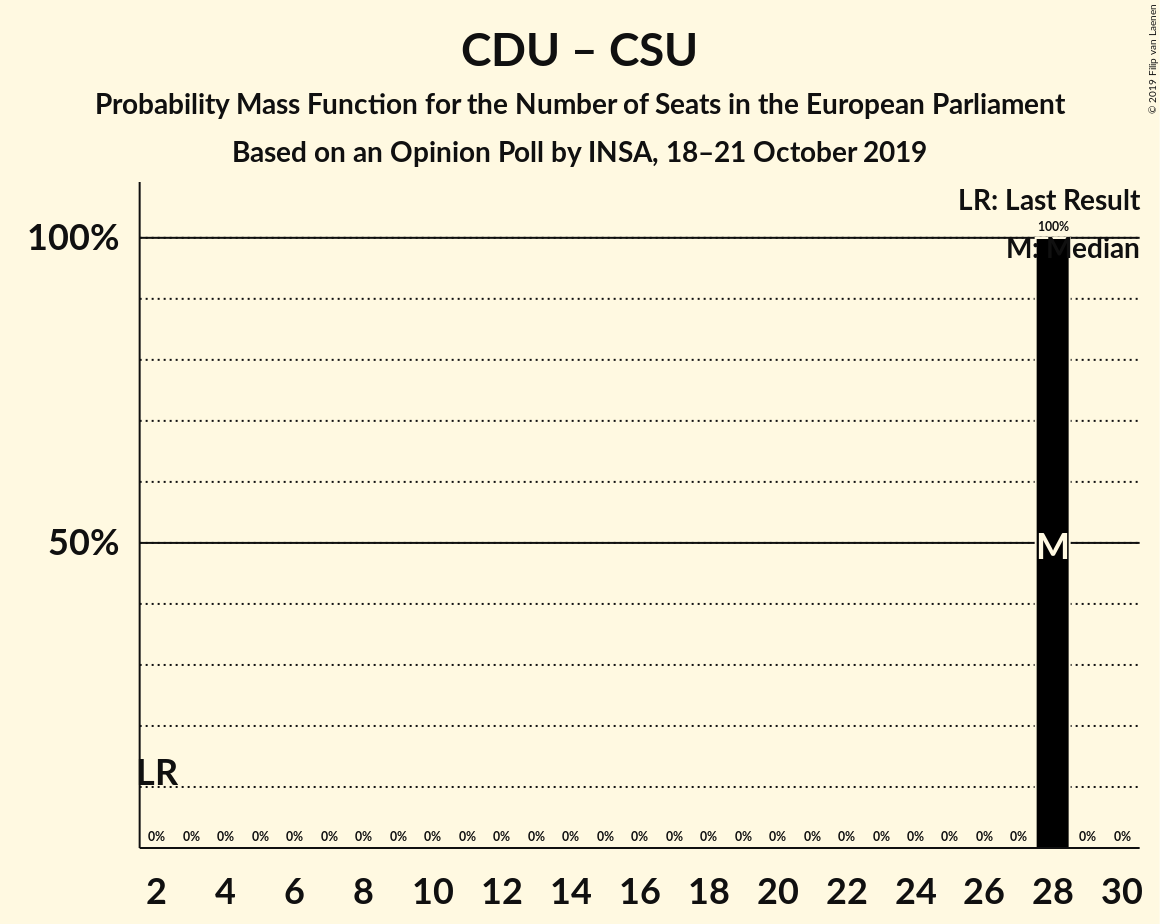 CDU – CSU
Probability Mass Function for the Number of Seats in the European Parliament
Based on an Opinion Poll by INSA, 18–21 October 2019
© 2019 Filip van Laenen
LR: Last Result
100%
100%
M: Median
50%
M
LR
0% 0% 0% 0% 0% 0% 0% 0% 0% 0% 0% 0% 0% 0% 0% 0% 0% 0% 0% 0% 0% 0% 0% 0% 0% 0% 0% 0%
2 4 6 8 10 12 14 16 18 20 22 24 26 28 30